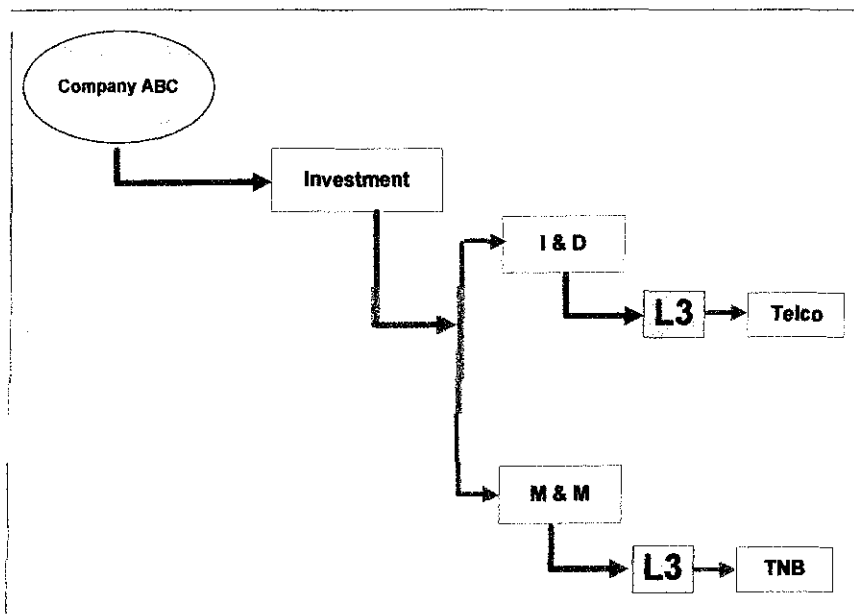 Company ABC
Investment
I & D
L3
Telco
M & M
L3
TNB